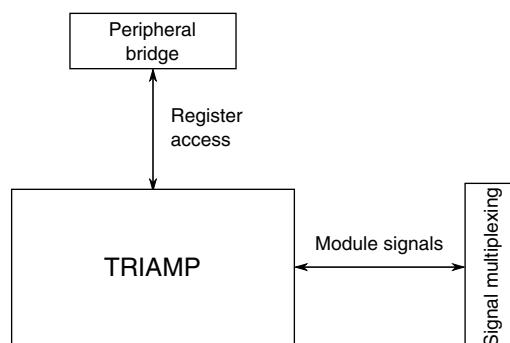 Peripheral
bridge
Register
access
TRIAMP
Module signals
Signal multiplexing